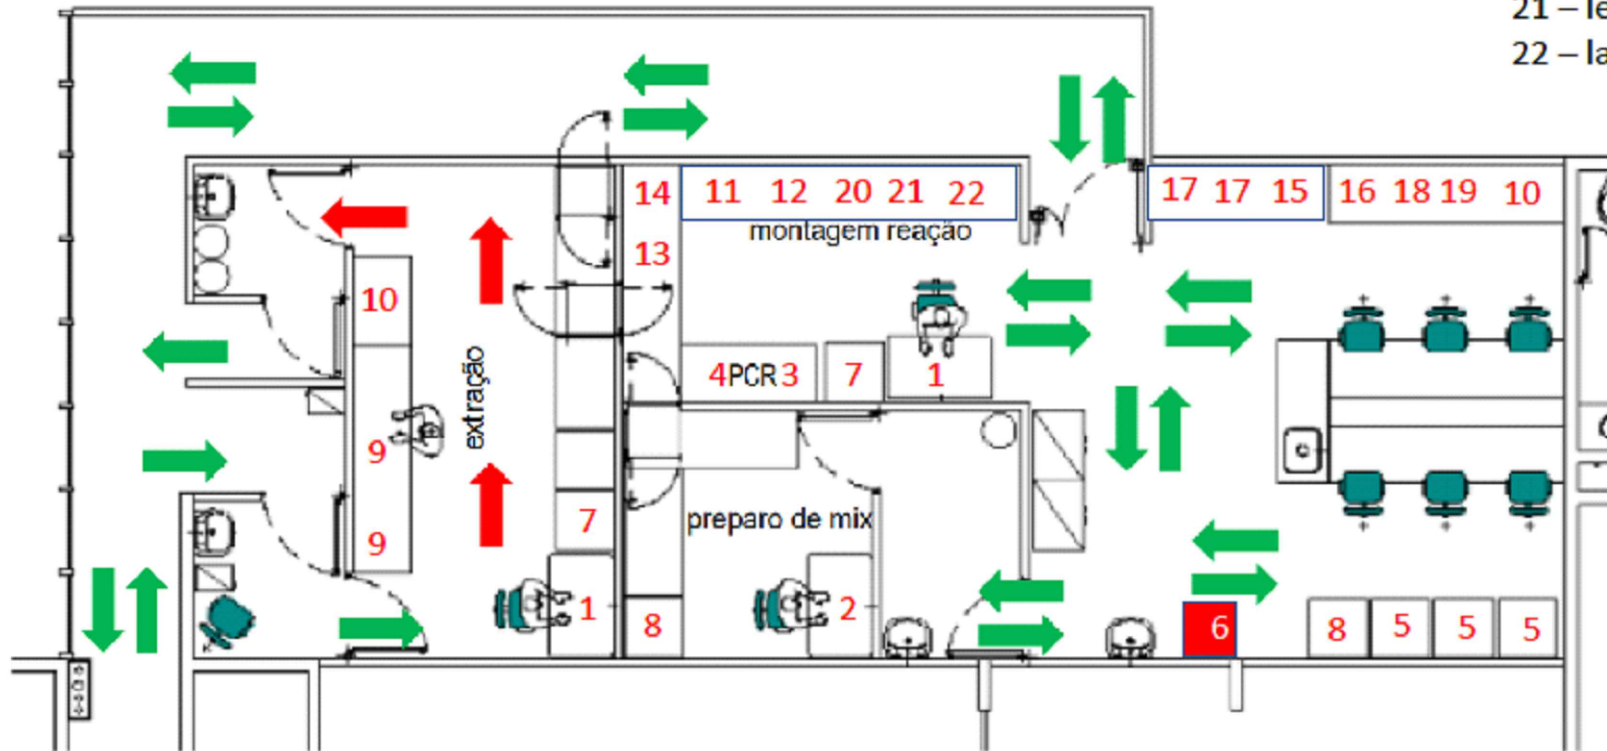 21 – le
22 – la
14 11 12 20 21 22
17 17 15 16 18 19 10
montagem reação
13
10
4PCR3 7 1
extração
9
9
7
preparo de mix
1
8
2
6
8 5 5 5